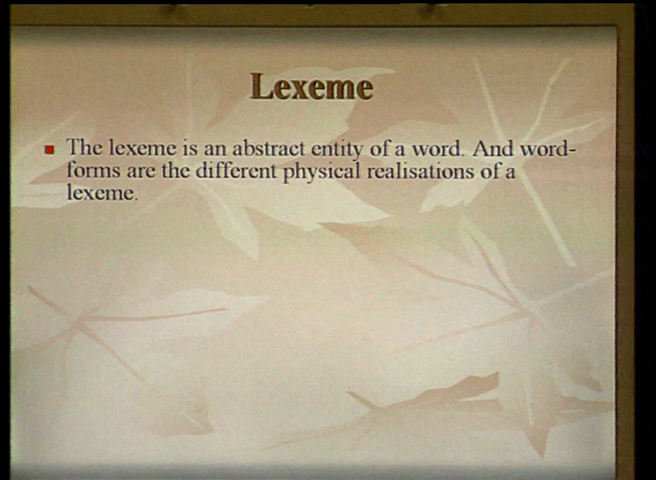 Lexeme
The lexeme is an abstract entity of a word. And word-
forms are the different physical realisations of a
lexeme.